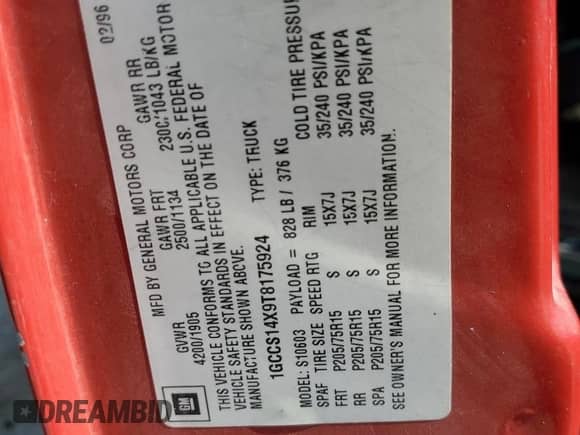 MFD BY GENERAL MOTORS CORP 02/96
GVWR GAWR FRT GAWR RR
4200/1905 2500/1134 2300/1043 LB/KG
THIS VEHICLE CONFORMS TO ALL APPLICABLE U.S. FEDERAL MOTOR
VEHICLE SAFETY STANDARDS IN EFFECT ON THE DATE OF
MANUFACTURE SHOWN ABOVE.
1GCCS14X9T8175924 TYPE: TRUCK
MODEL: S10603 PAYLOAD = 828 LB / 376 KG
SPAF TIRE SIZE SPEED RTG RIM COLD TIRE PRESSUR
FRT P205/75R15 S 15X7J 35/240 PSI/KPA
RR P205/75R15 S 15X7J 35/240 PSI/KPA
SPA P205/75R15 S 15X7J 35/240 PSI/KPA
SEE OWNER'S MANUAL FOR MORE INFORMATION.
GM
DREAMBID